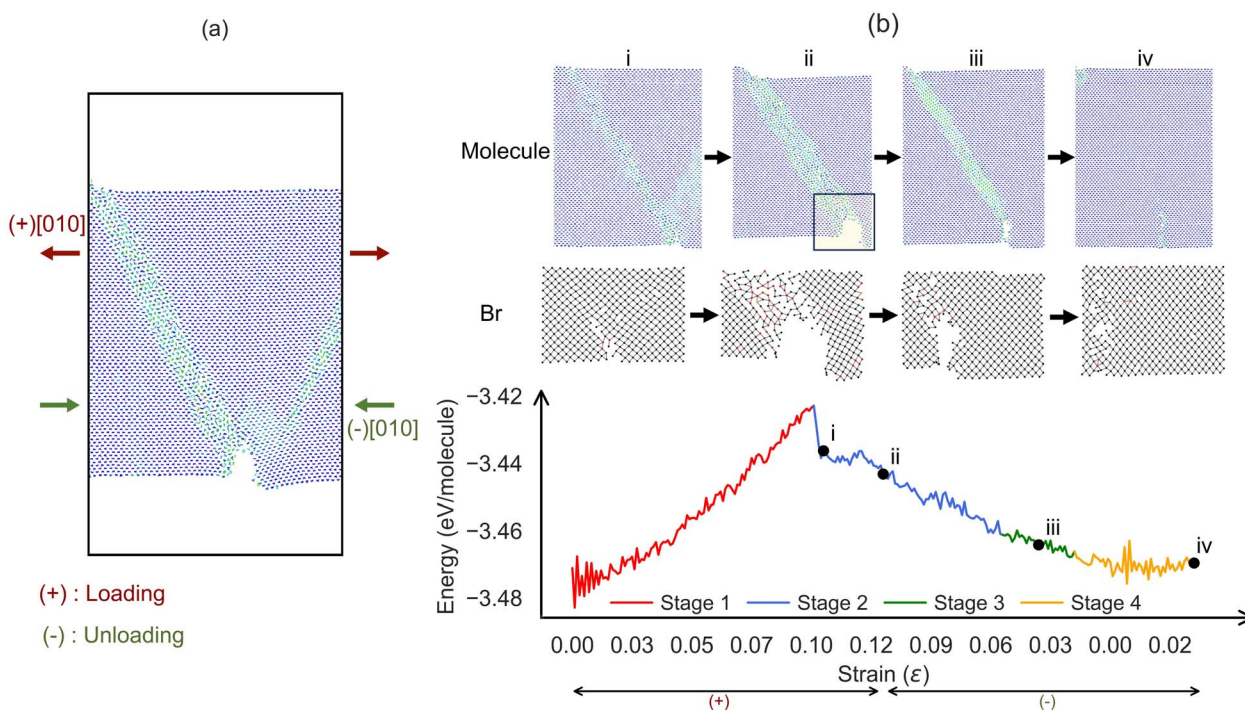 (a)
(+)[010]
(-)[010]
(+) : Loading
(-) : Unloading
(b)
i
ii
iii
iv
Molecule
Br
−3.42
−3.44
−3.46
−3.48
Energy (eV/molecule)
i
ii
iii
iv
Stage 1
Stage 2
Stage 3
Stage 4
0.00 0.03 0.05 0.07 0.10 0.12 0.09 0.06 0.03 0.00 0.02
Strain (ε)
(+)
(-)